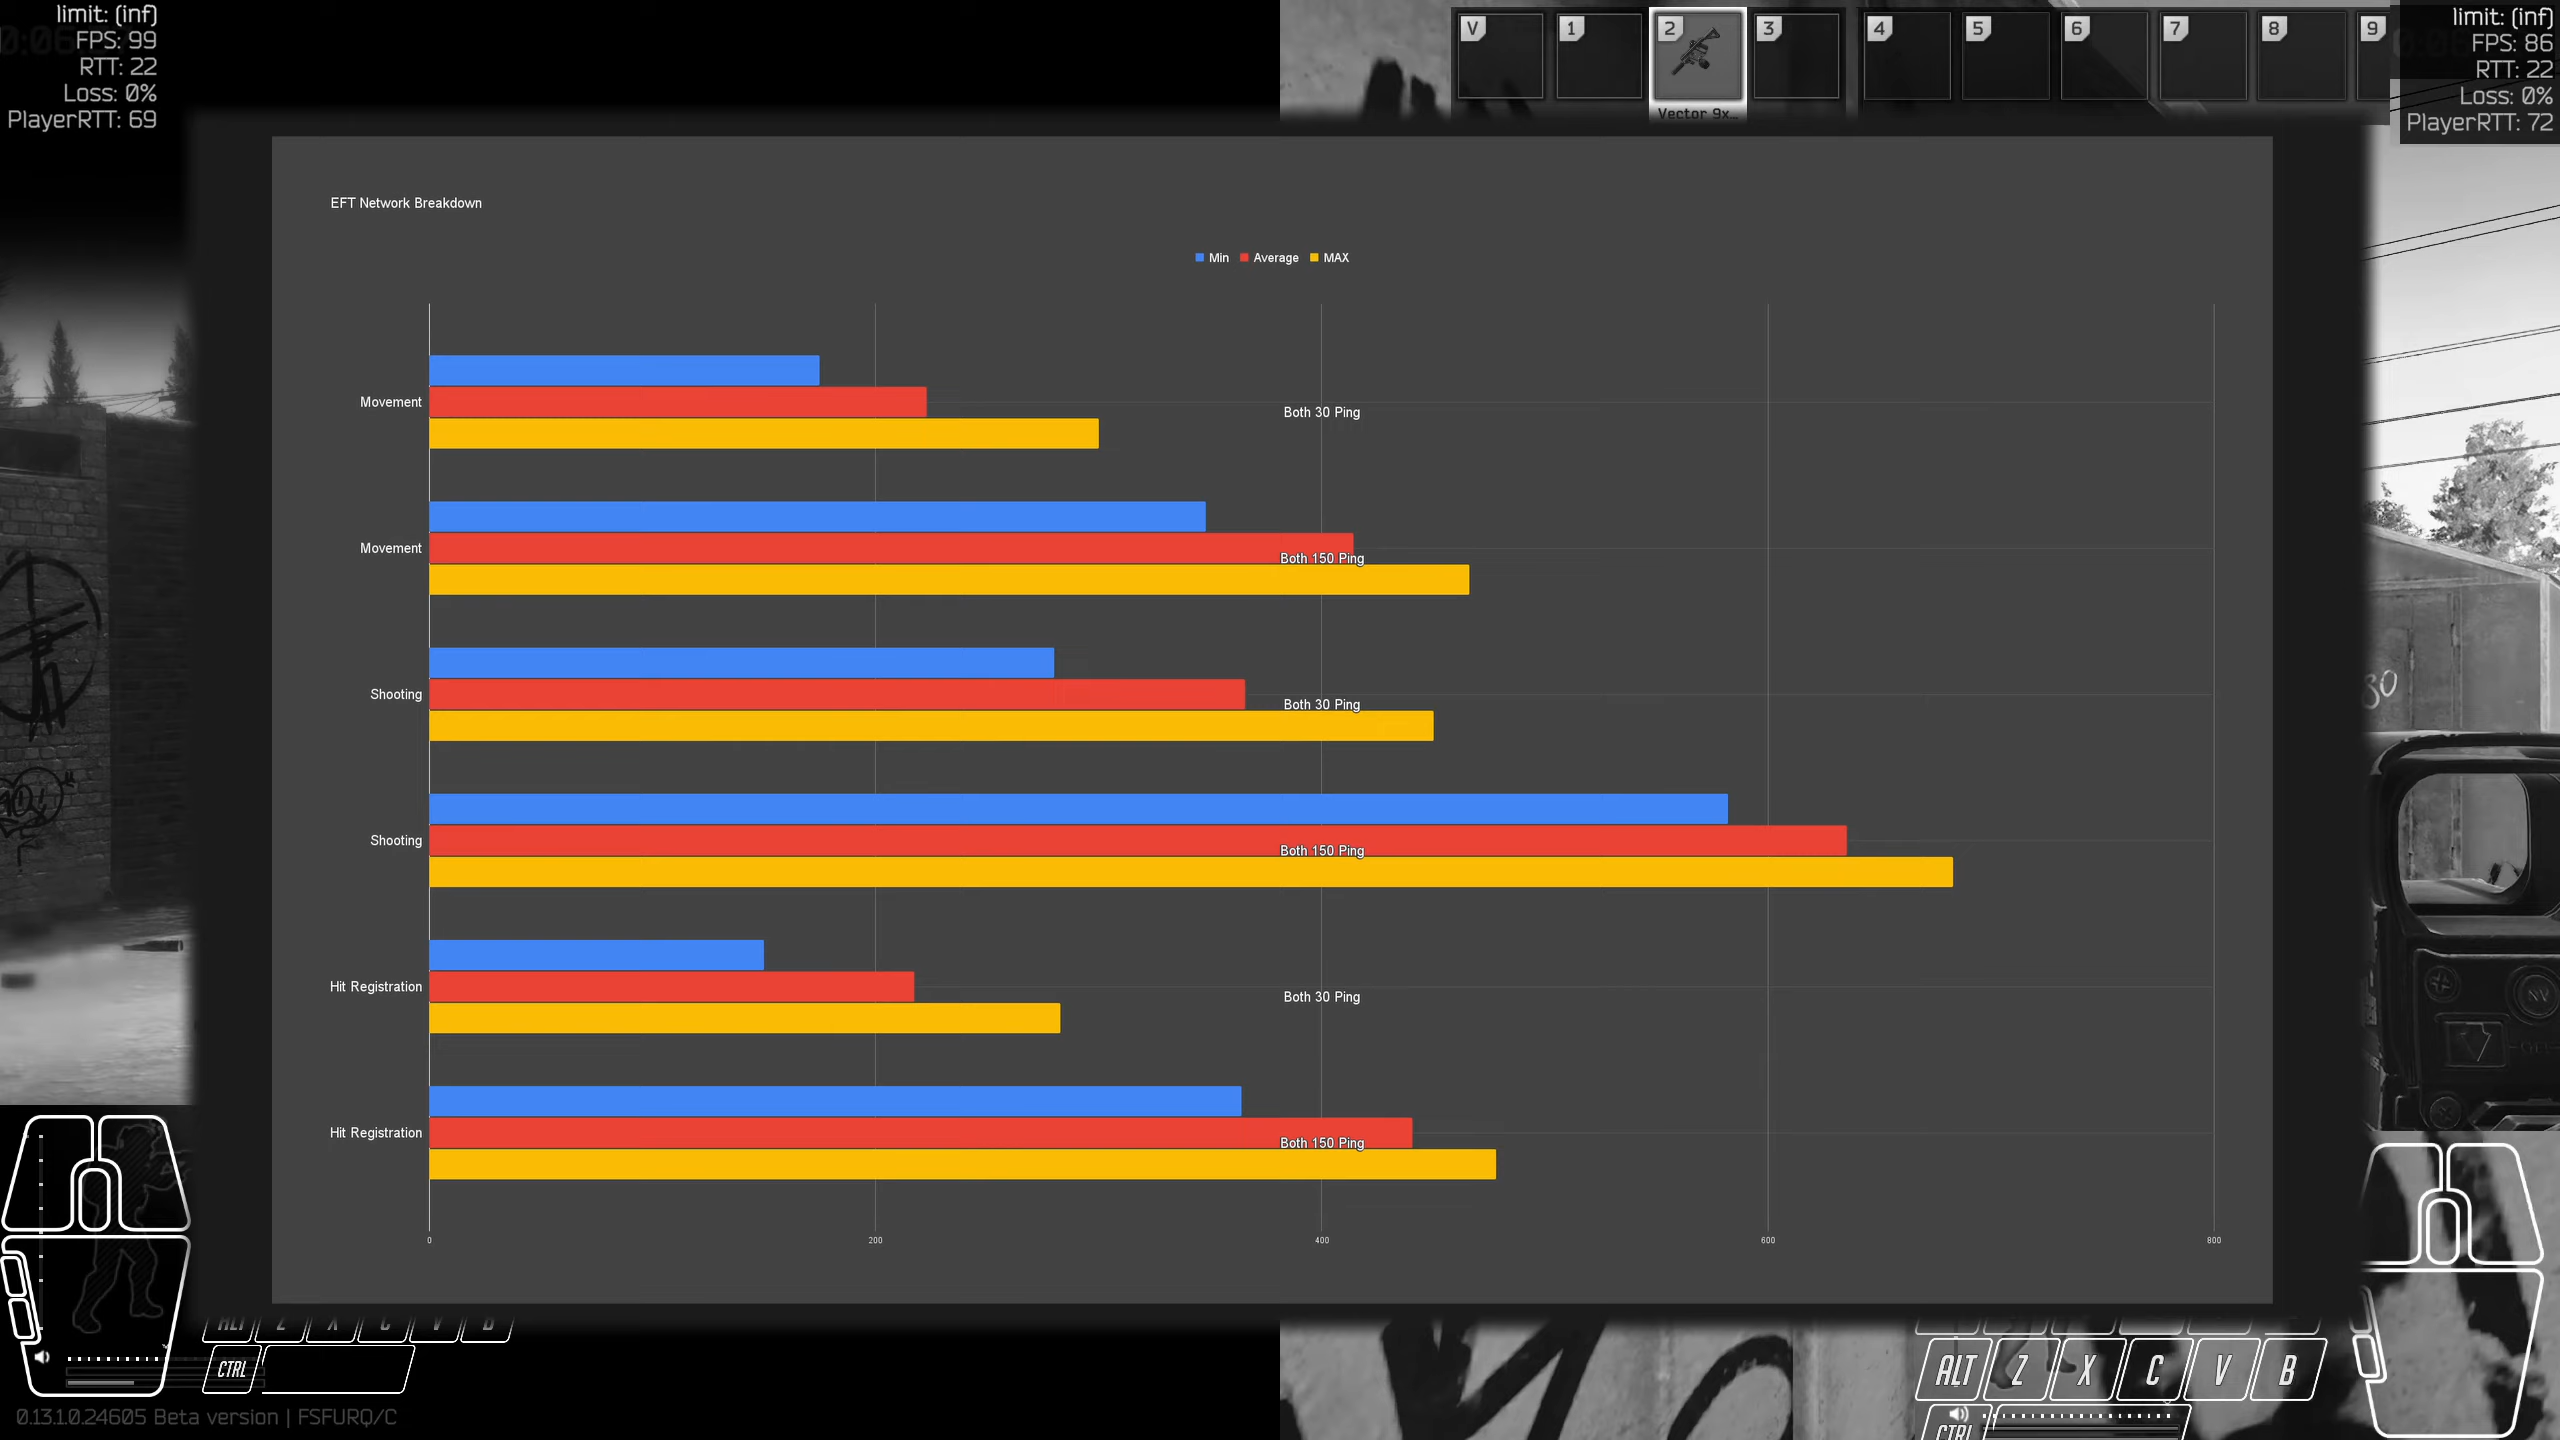 limit: (inf)
FPS: 99
RTT: 22
Loss: 0%
PlayerRTT: 69
V 1 2 3 4 5 6 7 8 9
Vector 9x...
limit: (inf)
FPS: 86
RTT: 22
Loss: 0%
PlayerRTT: 72
EFT Network Breakdown
Min Average MAX
Movement
Both 30 Ping
Movement
Both 150 Ping
Shooting
Both 30 Ping
Shooting
Both 150 Ping
Hit Registration
Both 30 Ping
Hit Registration
Both 150 Ping
0 200 400 600 800
ALT Z X C V B
CTRL
ALT Z X C V B
CTRL
0.13.1.0.24605 Beta version | FSFURQ/C